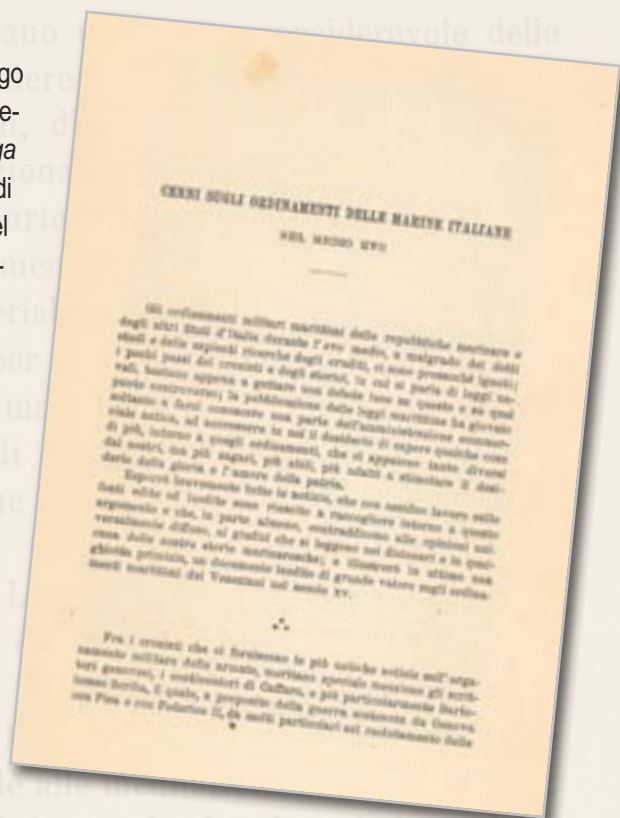 ano
considerevole delle
go
e-
ga
di
el
-
CENNI SUGLI ORDINAMENTI DELLE MARINE ITALIANE
NEL MEDIO EVO
Gli ordinamenti militari marittimi delle repubbliche marinare e
degli altri Stati d'Italia durante l'evo medio, a malgrado dei dotti
studi e delle sapienti ricerche degli eruditi, ci sono pressochè ignoti;
i pochi passi dei cronisti e degli storici, in cui si parla di leggi na-
vali, bastano appena a gettare una debole luce su questo o su quel
punto controverso; la pubblicazione delle leggi marittime ha giovato
soltanto a farci conoscere una parte dell'amministrazione commer-
ciale antica, ad accrescere in noi il desiderio di sapere qualche cosa
di più, intorno a quegli ordinamenti, che ci appaiono tanto diversi
dai nostri, ma più sagaci, più abili, più adatti a stimolare il desi-
derio della gloria e l'amore della patria.
Esporrò brevemente tutte le notizie, che con assiduo lavoro sulle
fonti edite ed inedite sono riuscito a raccogliere intorno a questo
argomento e che, in parte almeno, contraddicono alle opinioni uni-
versalmente diffuse, ai giudizi che si leggono nei dizionari e in qual-
cuna delle nostre storie marinaresche; e illustrerò in ultimo una
ghiotta primizia, un documento inedito di grande valore sugli ordina-
menti marittimi dei Veneziani nel secolo XV.
Fra i cronisti che ci forniscono le più antiche notizie sull'orga-
namento militare delle armate, meritano speciale menzione gli scrit-
tori genovesi, i continuatori di Caffaro, e più particolarmente Barto-
lomeo Scriba, il quale, a proposito della guerra sostenuta da Genova
con Pisa e con Federico II, dà molti particolari sul reclutamento delle